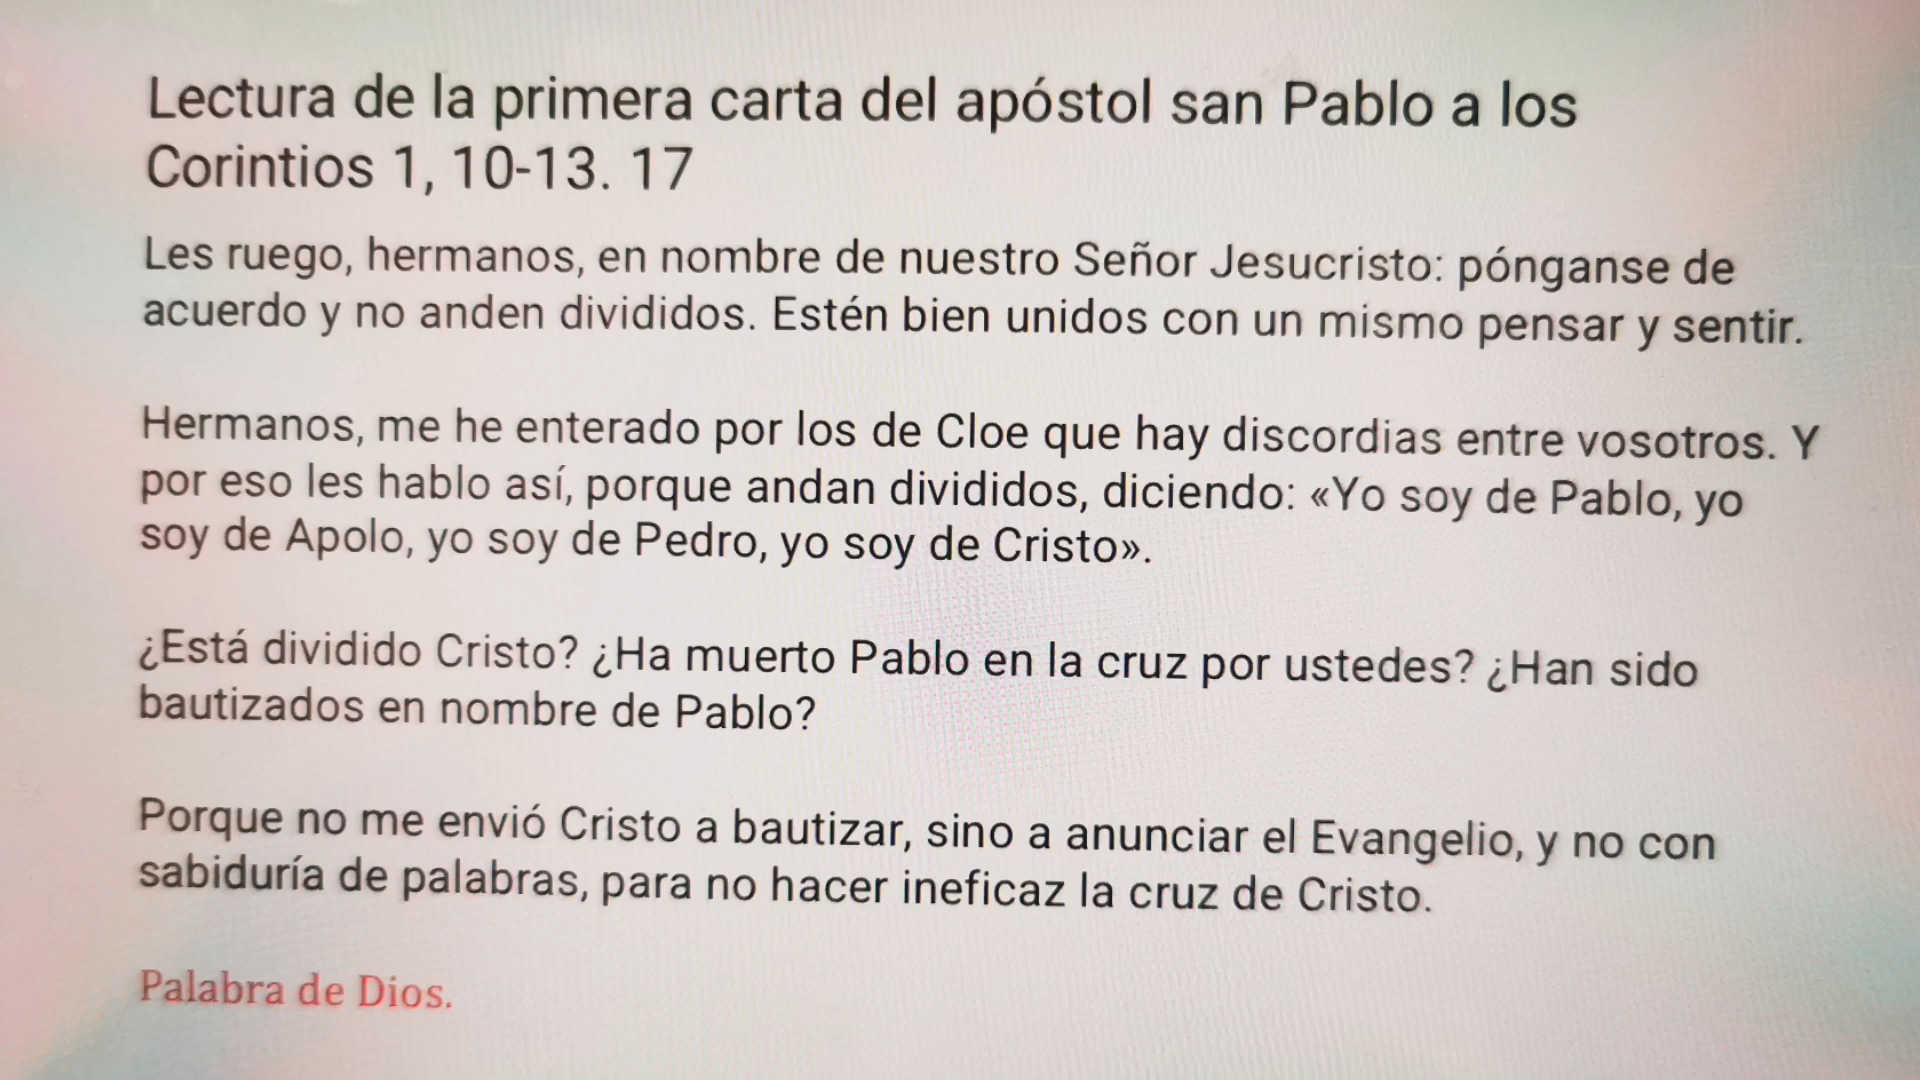 Lectura de la primera carta del apóstol san Pablo a los
Corintios 1, 10-13. 17
Les ruego, hermanos, en nombre de nuestro Señor Jesucristo: pónganse de
acuerdo y no anden divididos. Estén bien unidos con un mismo pensar y sentir.
Hermanos, me he enterado por los de Cloe que hay discordias entre vosotros. Y
por eso les hablo así, porque andan divididos, diciendo: «Yo soy de Pablo, yo
soy de Apolo, yo soy de Pedro, yo soy de Cristo».
¿Está dividido Cristo? ¿Ha muerto Pablo en la cruz por ustedes? ¿Han sido
bautizados en nombre de Pablo?
Porque no me envió Cristo a bautizar, sino a anunciar el Evangelio, y no con
sabiduría de palabras, para no hacer ineficaz la cruz de Cristo.
Palabra de Dios.